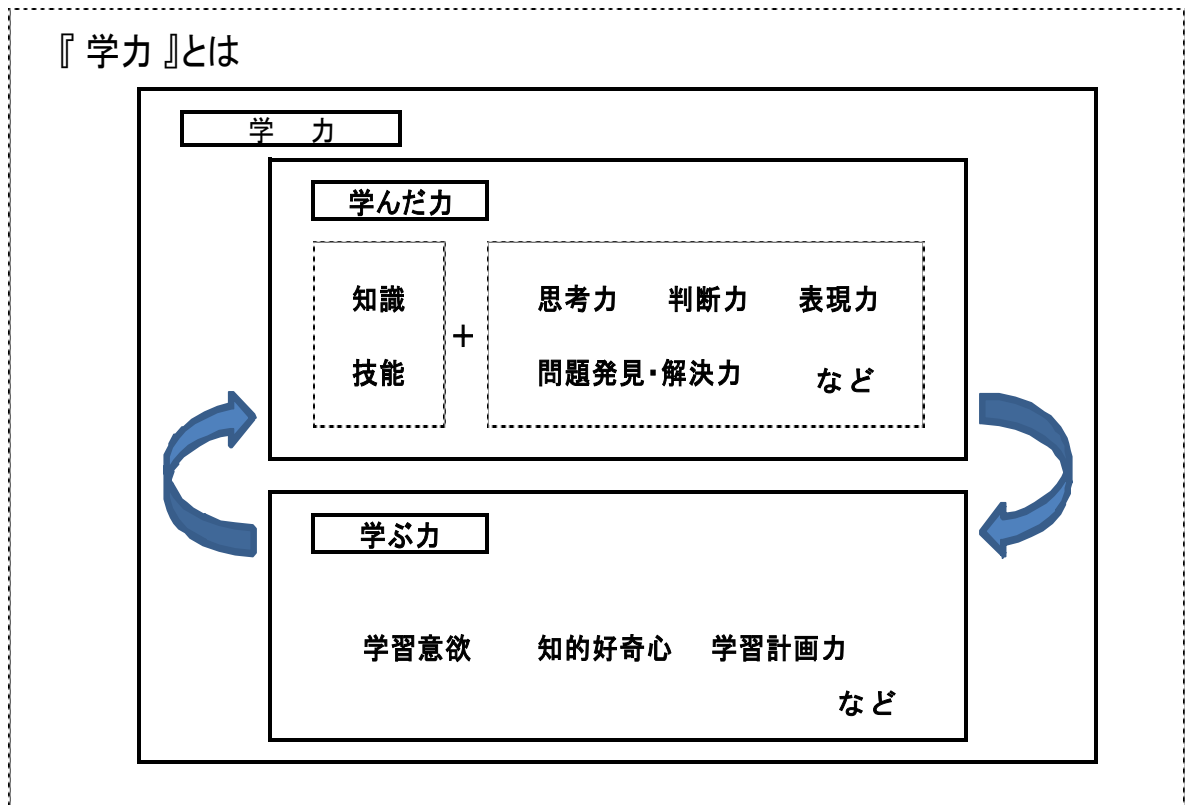 『 学力 』とは
学 力
学んだ力
知識 + 思考力 判断力 表現力
技能 問題発見・解決力 など
学ぶ力
学習意欲 知的好奇心 学習計画力
など